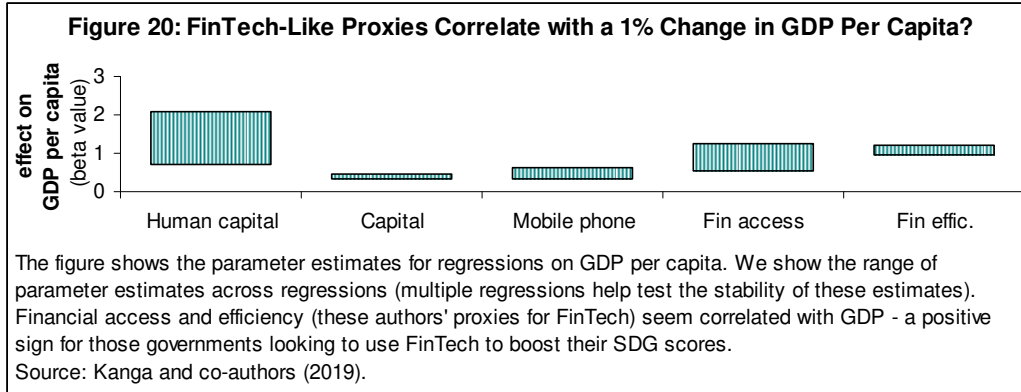 Figure 20: FinTech-Like Proxies Correlate with a 1% Change in GDP Per Capita?
effect on
GDP per capita
(beta value)
3
2
1
0
Human capital Capital Mobile phone Fin access Fin effic.
The figure shows the parameter estimates for regressions on GDP per capita. We show the range of
parameter estimates across regressions (multiple regressions help test the stability of these estimates).
Financial access and efficiency (these authors' proxies for FinTech) seem correlated with GDP - a positive
sign for those governments looking to use FinTech to boost their SDG scores.
Source: Kanga and co-authors (2019).